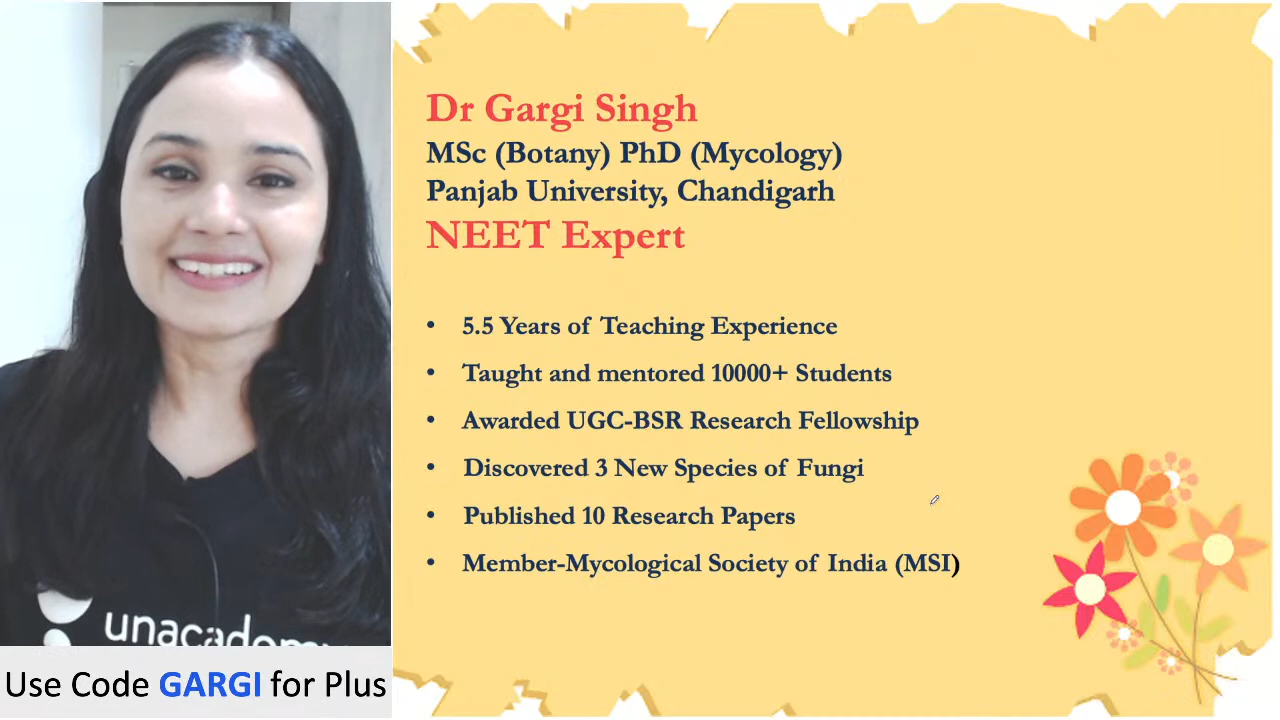 Dr Gargi Singh
MSc (Botany) PhD (Mycology)
Panjab University, Chandigarh
NEET Expert
• 5.5 Years of Teaching Experience
• Taught and mentored 10000+ Students
• Awarded UGC-BSR Research Fellowship
• Discovered 3 New Species of Fungi
• Published 10 Research Papers
• Member-Mycological Society of India (MSI)
unacademy
Use Code GARGI for Plus